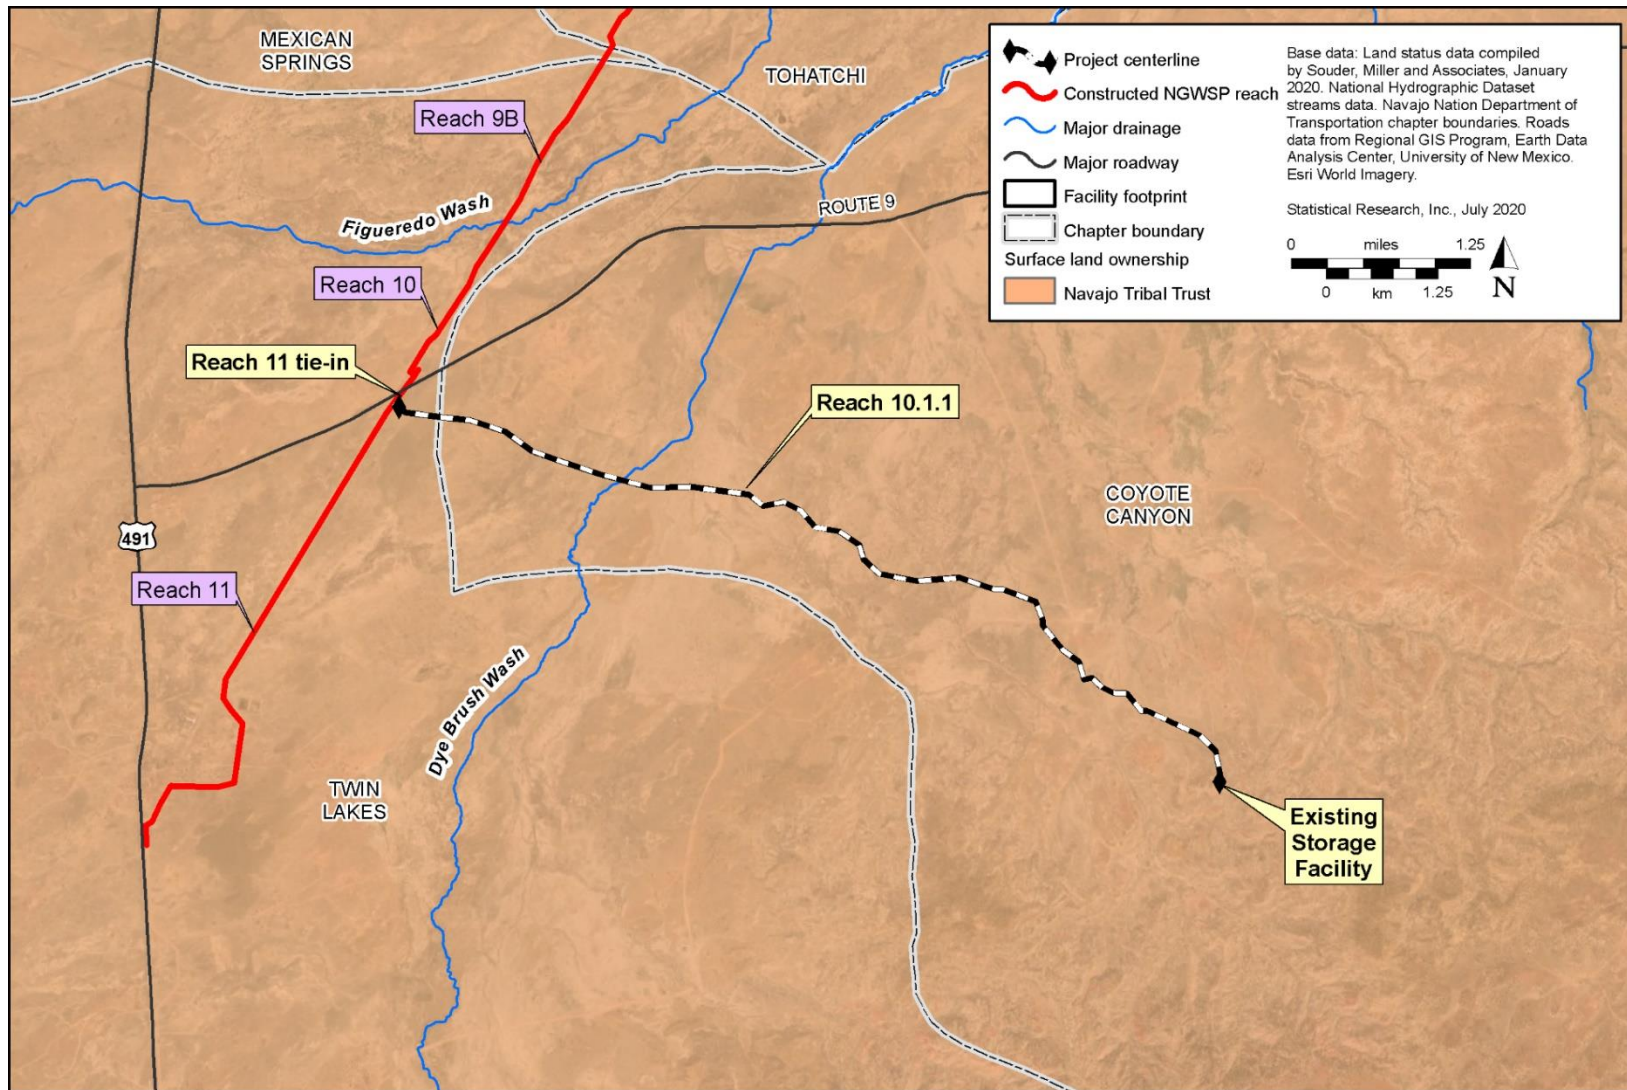 MEXICAN
SPRINGS
TOHATCHI
Reach 9B
Figueredo Wash
ROUTE 9
Reach 10
Reach 11 tie-in
Reach 10.1.1
COYOTE
CANYON
491
Reach 11
Dye Brush Wash
TWIN
LAKES
Existing
Storage
Facility
Project centerline
Constructed NGWSP reach
Major drainage
Major roadway
Facility footprint
Chapter boundary
Surface land ownership
Navajo Tribal Trust
Base data: Land status data compiled
by Souder, Miller and Associates, January
2020. National Hydrographic Dataset
streams data. Navajo Nation Department of
Transportation chapter boundaries. Roads
data from Regional GIS Program, Earth Data
Analysis Center, University of New Mexico.
Esri World Imagery.
Statistical Research, Inc., July 2020
0 miles 1.25
0 km 1.25
N